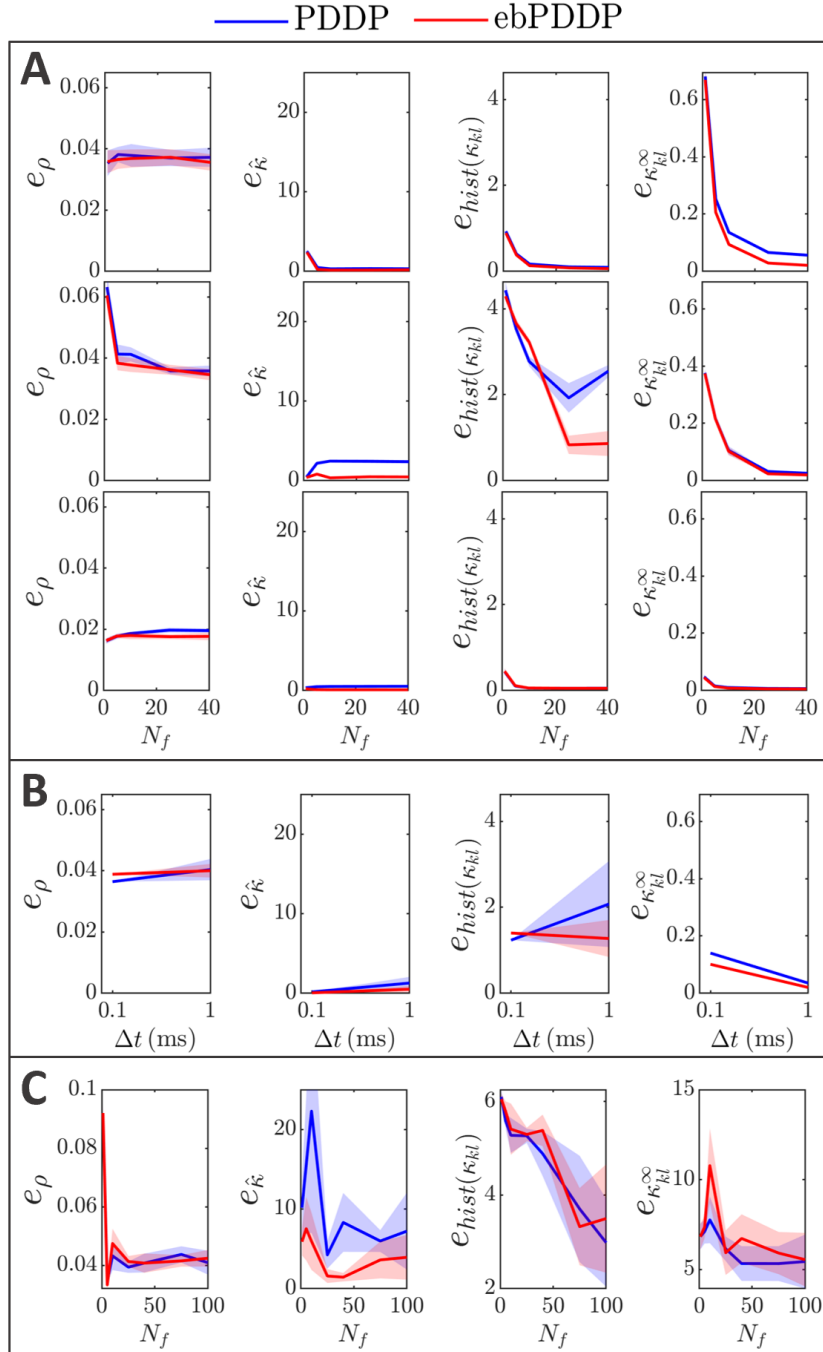 PDDP ebPDDP
A
e_ρ e_κ̂ e_hist(κ_kl) e_κ_kl^∞
0.06 20 4 0.6
0.04 10 2 0.4
0.02 0.2
0 0 0 0
e_ρ e_κ̂ e_hist(κ_kl) e_κ_kl^∞
0.06 20 4 0.6
0.04 10 2 0.4
0.02 0.2
0 0 0 0
e_ρ e_κ̂ e_hist(κ_kl) e_κ_kl^∞
0.06 20 4 0.6
0.04 10 2 0.4
0.02 0.2
0 0 0 0
0 20 40 0 20 40 0 20 40 0 20 40
N_f N_f N_f N_f
B
e_ρ e_κ̂ e_hist(κ_kl) e_κ_kl^∞
0.06 20 4 0.6
0.04 10 2 0.4
0.02 0.2
0 0 0 0
0.1 1 0.1 1 0.1 1 0.1 1
Δt (ms) Δt (ms) Δt (ms) Δt (ms)
C
e_ρ e_κ̂ e_hist(κ_kl) e_κ_kl^∞
0.1 20 6 15
0.08 10 4 10
0.06 0 2 5
0.04
0 50 100 0 50 100 0 50 100 0 50 100
N_f N_f N_f N_f